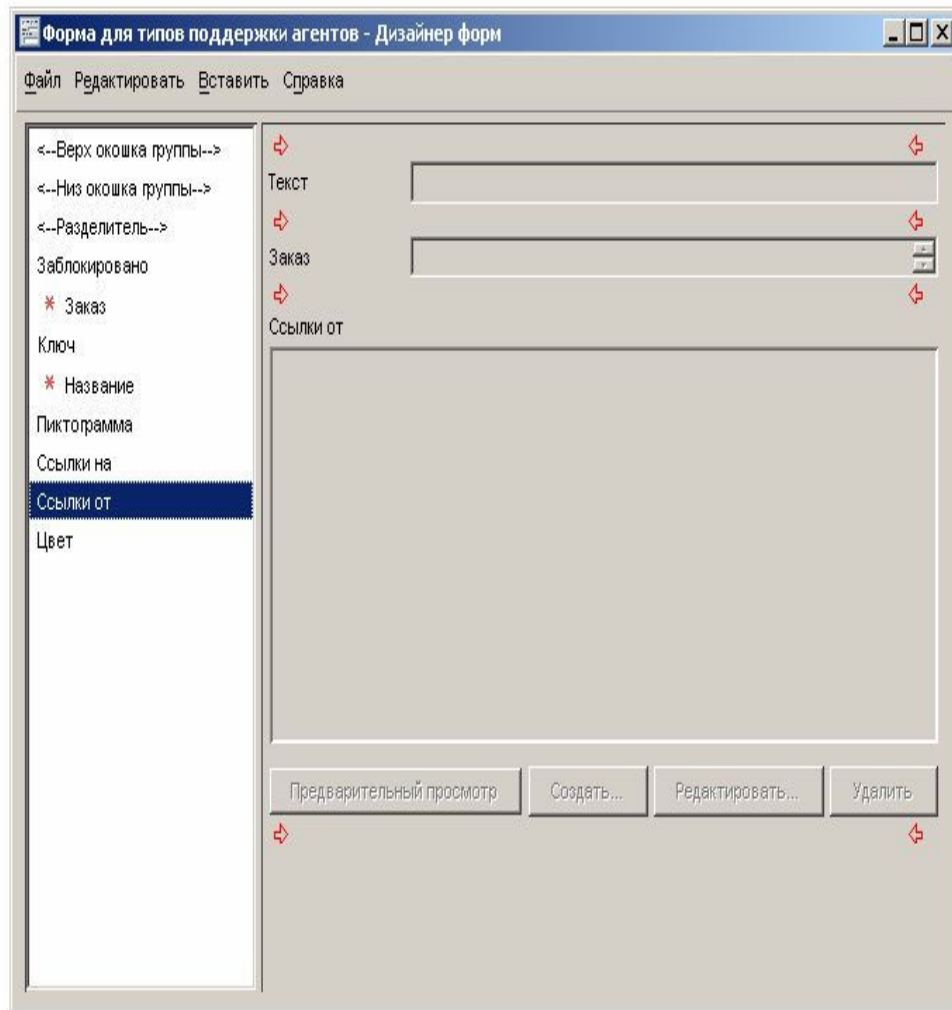 Форма для типов поддержки агентов - Дизайнер форм
Файл Редактировать Вставить Справка
<--Верх окошка группы-->
<--Низ окошка группы-->
<--Разделитель-->
Заблокировано
* Заказ
Ключ
* Название
Пиктограмма
Ссылки на
Ссылки от
Цвет
Текст
Заказ
Ссылки от
Предварительный просмотр Создать... Редактировать... Удалить